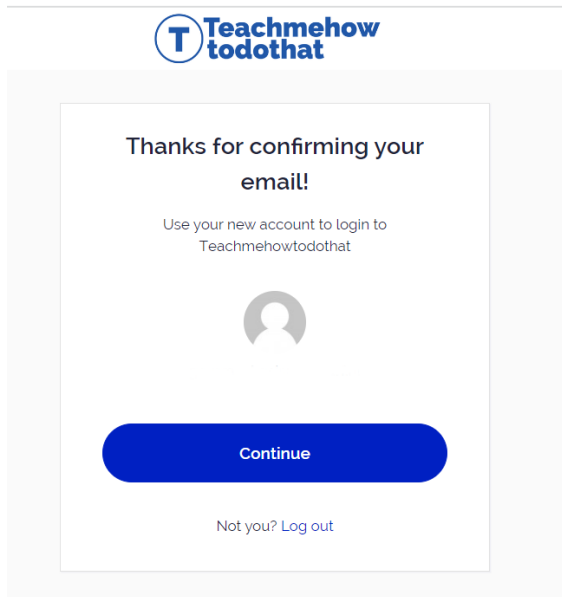 T
Teachmehow
todothat
Thanks for confirming your
email!
Use your new account to login to
Teachmehowtodothat
Continue
Not you? Log out